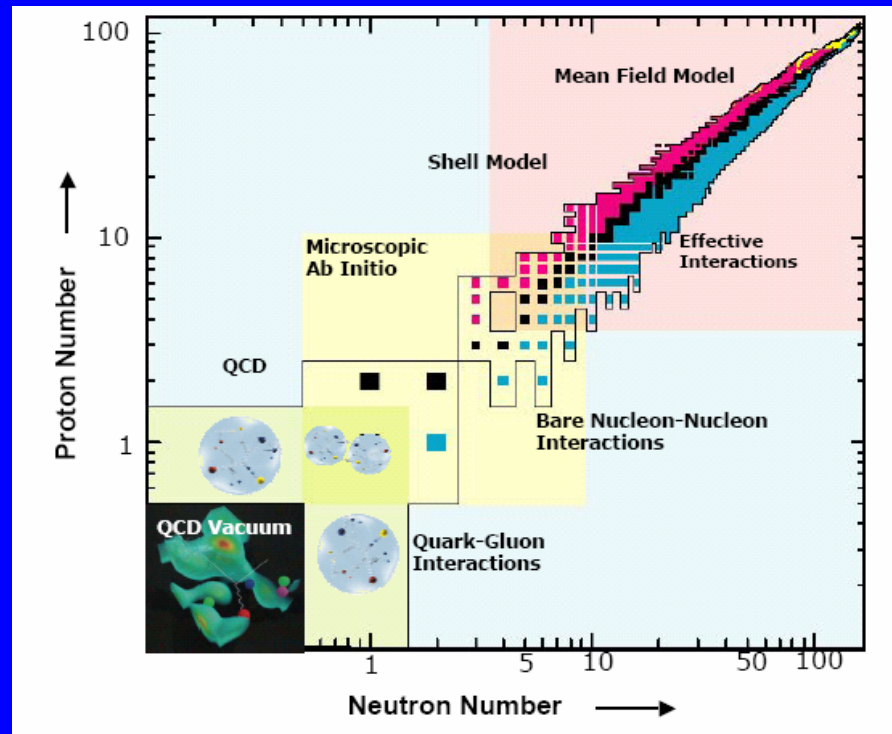 100
Mean Field Model
Shell Model
10
Microscopic
Ab Initio
Effective
Interactions
QCD
Bare Nucleon-Nucleon
Interactions
1
QCD Vacuum
Quark-Gluon
Interactions
Proton Number
1
5
10
50
100
Neutron Number